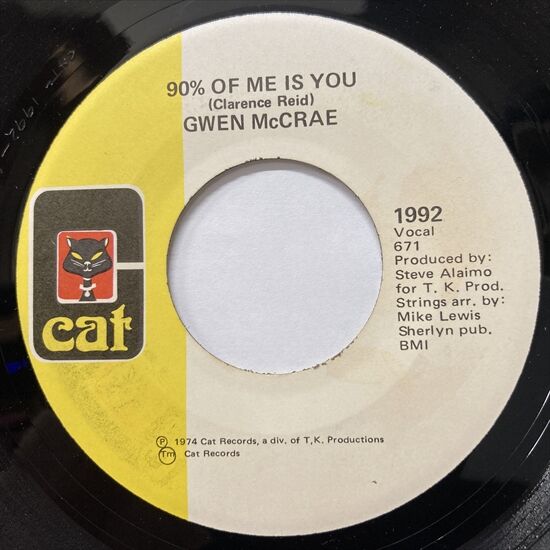 90% OF ME IS YOU
(Clarence Reid)
GWEN McCRAE
1992
Vocal
671
Produced by:
Steve Alaimo
for T. K. Prod.
Strings arr. by:
Mike Lewis
Sherlyn pub.
BMI
cat
Ⓟ 1974 Cat Records, a div. of T.K. Productions
Tm Cat Records